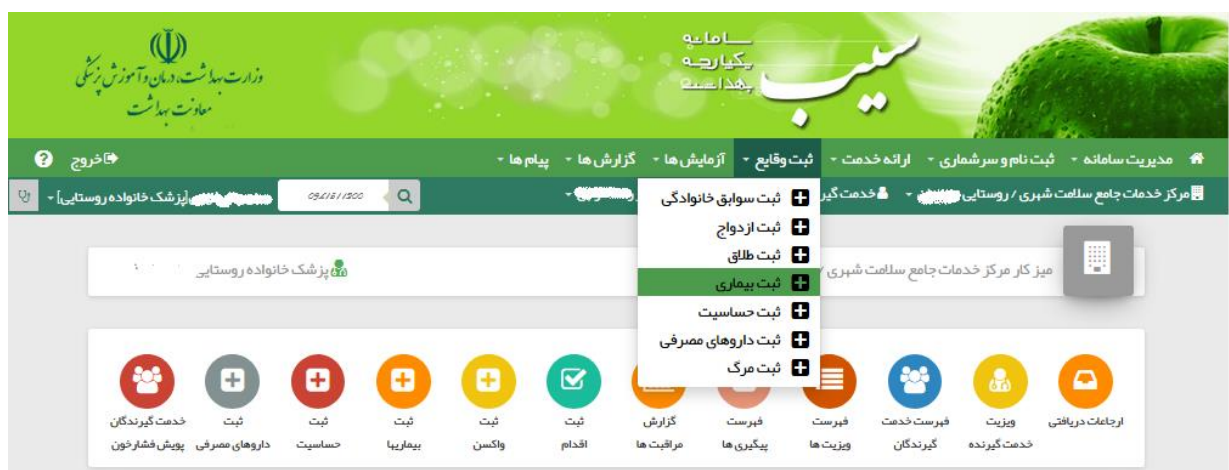 وزارت بهداشت، درمان و آموزش پزشکی
معاونت بهداشت
سامانه
یکپارچه
بهداشت
سیب
مدیریت سامانه
ثبت نام و سرشماری
ارائه خدمت
ثبت وقایع
آزمایش ها
گزارش ها
پیام ها
خروج
?
مرکز خدمات جامع سلامت شهری / روستایی
خدمت گیر
[پزشک خانواده روستایی]
ثبت سوابق خانوادگی
ثبت ازدواج
ثبت طلاق
ثبت بیماری
ثبت حساسیت
ثبت داروهای مصرفی
ثبت مرگ
میز کار مرکز خدمات جامع سلامت شهری /
پزشک خانواده روستایی
ارجاعات دریافتی
ویزیت
خدمت گیرنده
فهرست خدمت
گیرندگان
فهرست
ویزیت ها
فهرست
پیگیری ها
گزارش
مراقبت ها
ثبت
اقدام
ثبت
واکسن
ثبت
بیماریها
ثبت
حساسیت
ثبت
داروهای مصرفی
خدمت گیرندگان
پویش فشارخون